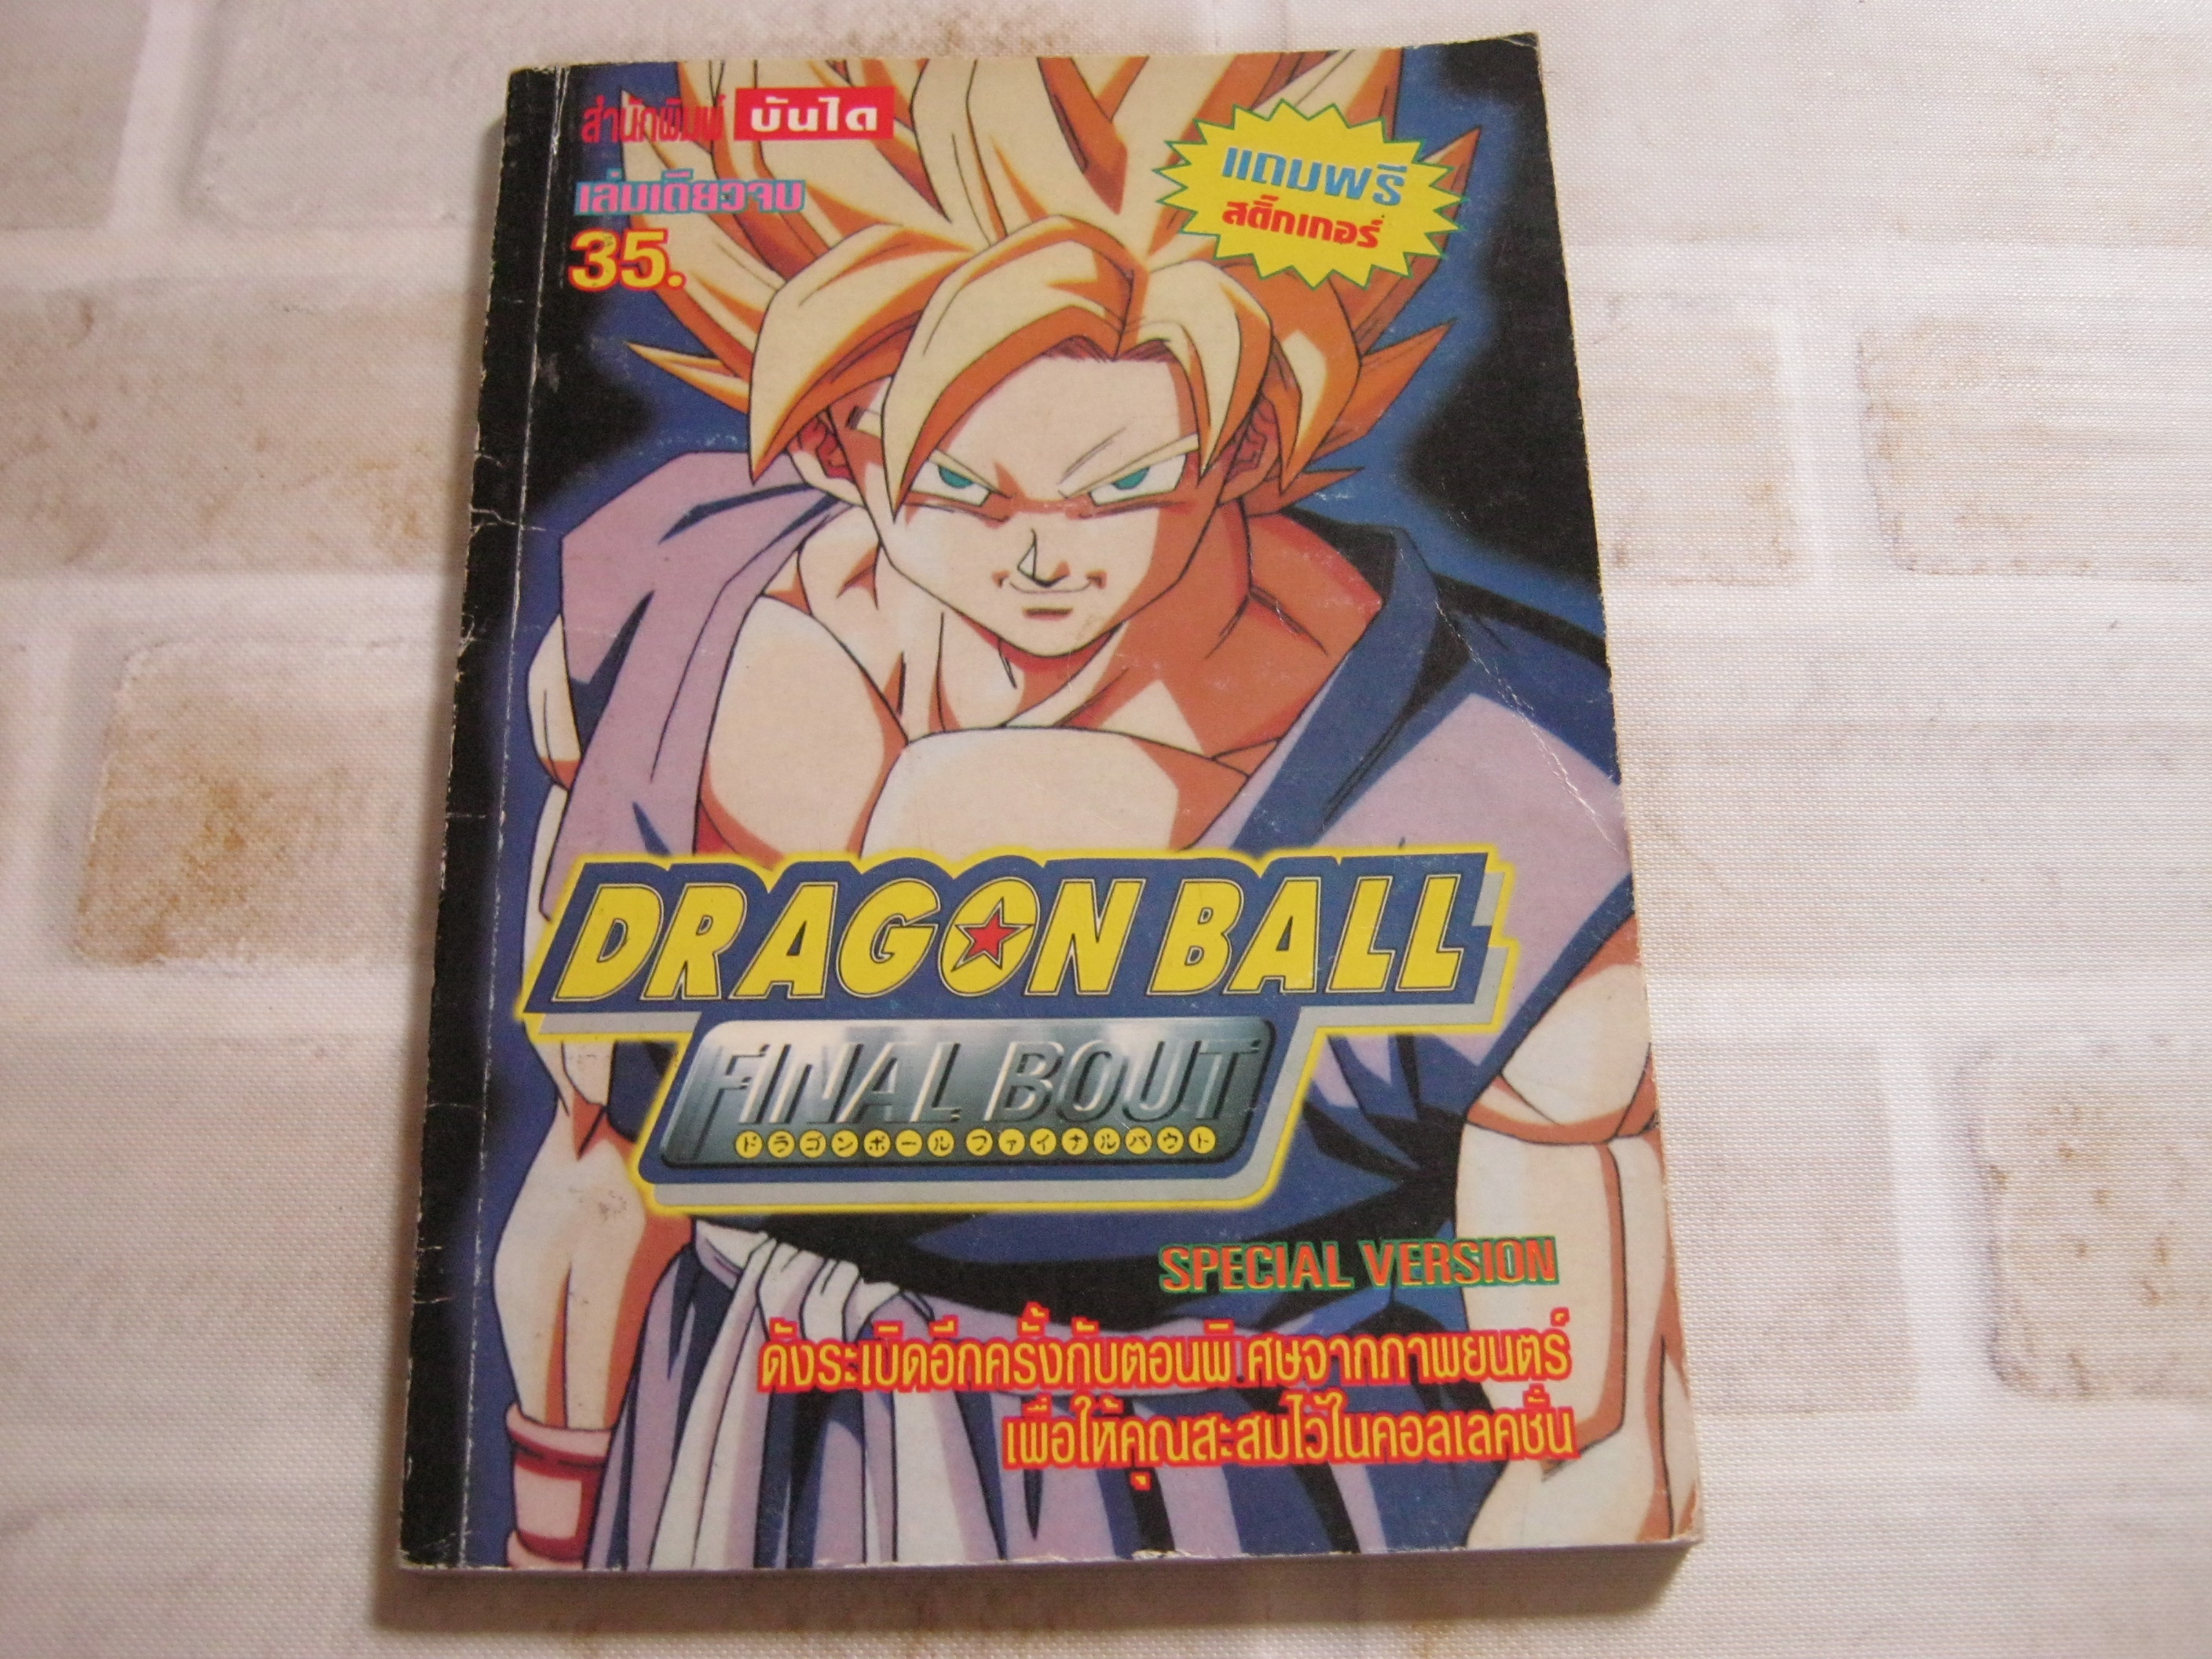 สำนักพิมพ์ บันได
เล่มเดียวจบ
35.
แถมฟรี
สติ๊กเกอร์
DRAGON BALL
FINAL BOUT
ドラゴンボール ファイナルバウト
SPECIAL VERSION
ดังระเบิดอีกครั้งกับตอนพิเศษจากภาพยนตร์
เพื่อให้คุณสะสมไว้ในคอลเลคชั่น